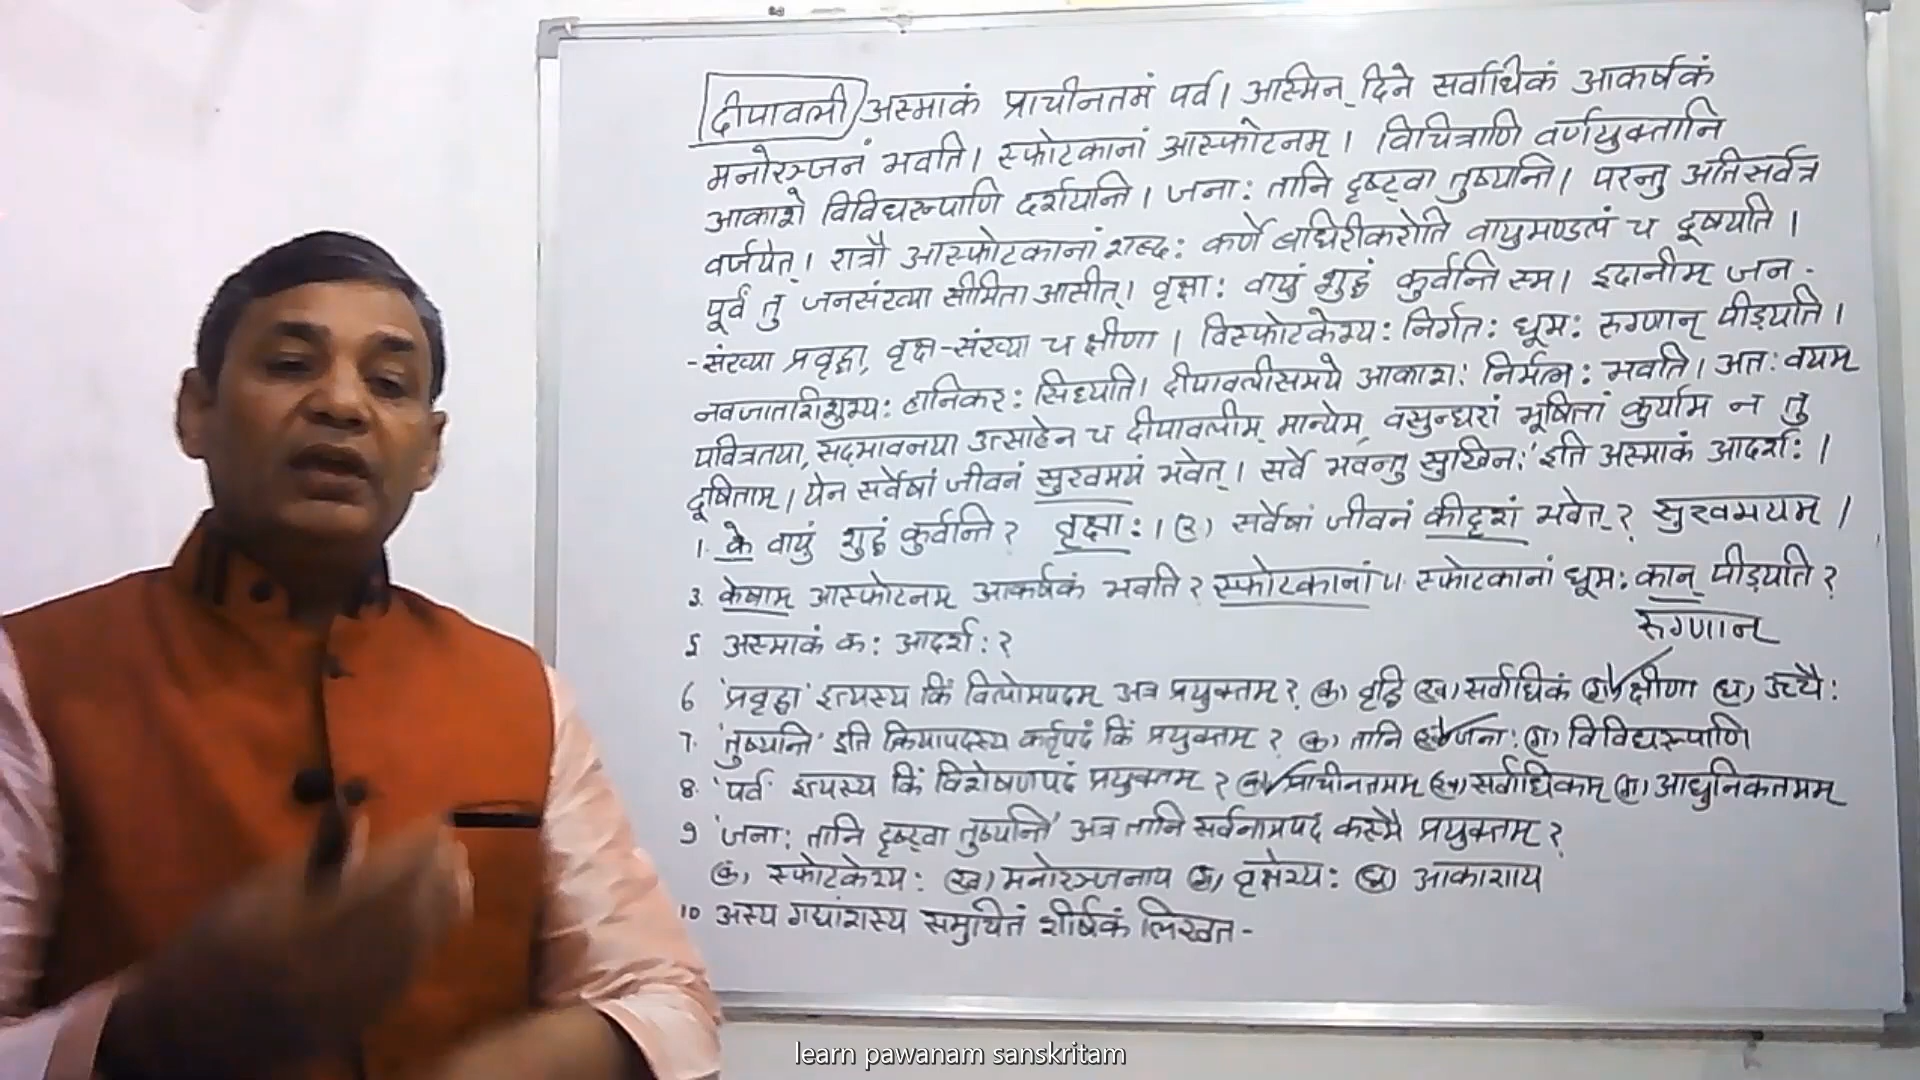 दीपावली अस्माकं प्राचीनतमं पर्व। अस्मिन् दिने सर्वाधिकं आकर्षकं
मनोरञ्जनं भवति। स्फोटकानां आस्फोटनम्। विचित्राणि वर्णयुक्तानि
आकाशे विविधरूपाणि दर्शयन्ति। जनाः तानि दृष्ट्वा तुष्यन्ति। परन्तु अति सर्वत्र
वर्जयेत्। रात्रौ आस्फोटकानां शब्दः कर्णे बधिरीकरोति वायुमण्डलं च दूषयति।
पूर्वं तु जनसंख्या सीमिता आसीत्। वृक्षाः वायुं शुद्धं कुर्वन्ति स्म। इदानीम् जन-
-संख्या प्रवृद्धा, वृक्ष-संख्या च क्षीणा। विस्फोटकेभ्यः निर्गतः धूमः रुग्णान् पीडयति।
नवजातशिशुभ्यः हानिकरः सिध्यति। दीपावलीसमये आकाशः निर्मलः भवति। अतः वयम्
पवित्रतया, सद्भावनया उत्साहेन च दीपावलीम् मान्येम, वसुन्धरां भूषितां कुर्याम न तु
दूषिताम्। येन सर्वेषां जीवनं सुखमयं भवेत्। सर्वे भवन्तु सुखिनः' इति अस्माकं आदर्शः।
1. के वायुं शुद्धं कुर्वन्ति? वृक्षाः। (२) सर्वेषां जीवनं कीदृशं भवेत्? सुखमयम्।
3. केषाम् आस्फोटनम् आकर्षकं भवति? स्फोटकानां ५। स्फोटकानां धूमः कान् पीडयति?
रुग्णान्
5 अस्माकं कः आदर्शः?
6 'प्रवृद्धा' इत्यस्य किं विलोमपदम् अत्र प्रयुक्तम्? (क) वृद्धि (ख) सर्वाधिकं (ग) क्षीणा (घ) उच्चैः
7. 'तुष्यन्ति' इति क्रियापदस्य कर्तृपदं किं प्रयुक्तम्? (क) तानि (ख) जनाः (ग) विविधरूपाणि
8. 'पर्व' इत्यस्य किं विशेषणपदं प्रयुक्तम्? (क) प्राचीनतमम् (ख) सर्वाधिकम् (ग) आधुनिकतमम्
9 'जनाः तानि दृष्ट्वा तुष्यन्ति' अत्र तानि सर्वनामपदं कस्मै प्रयुक्तम्?
(क) स्फोटकेभ्यः (ख) मनोरञ्जनाय (ग) वृक्षेभ्यः (घ) आकाशाय
10 अस्य गद्यांशस्य समुचितं शीर्षकं लिखत-
learn pawanam sanskritam